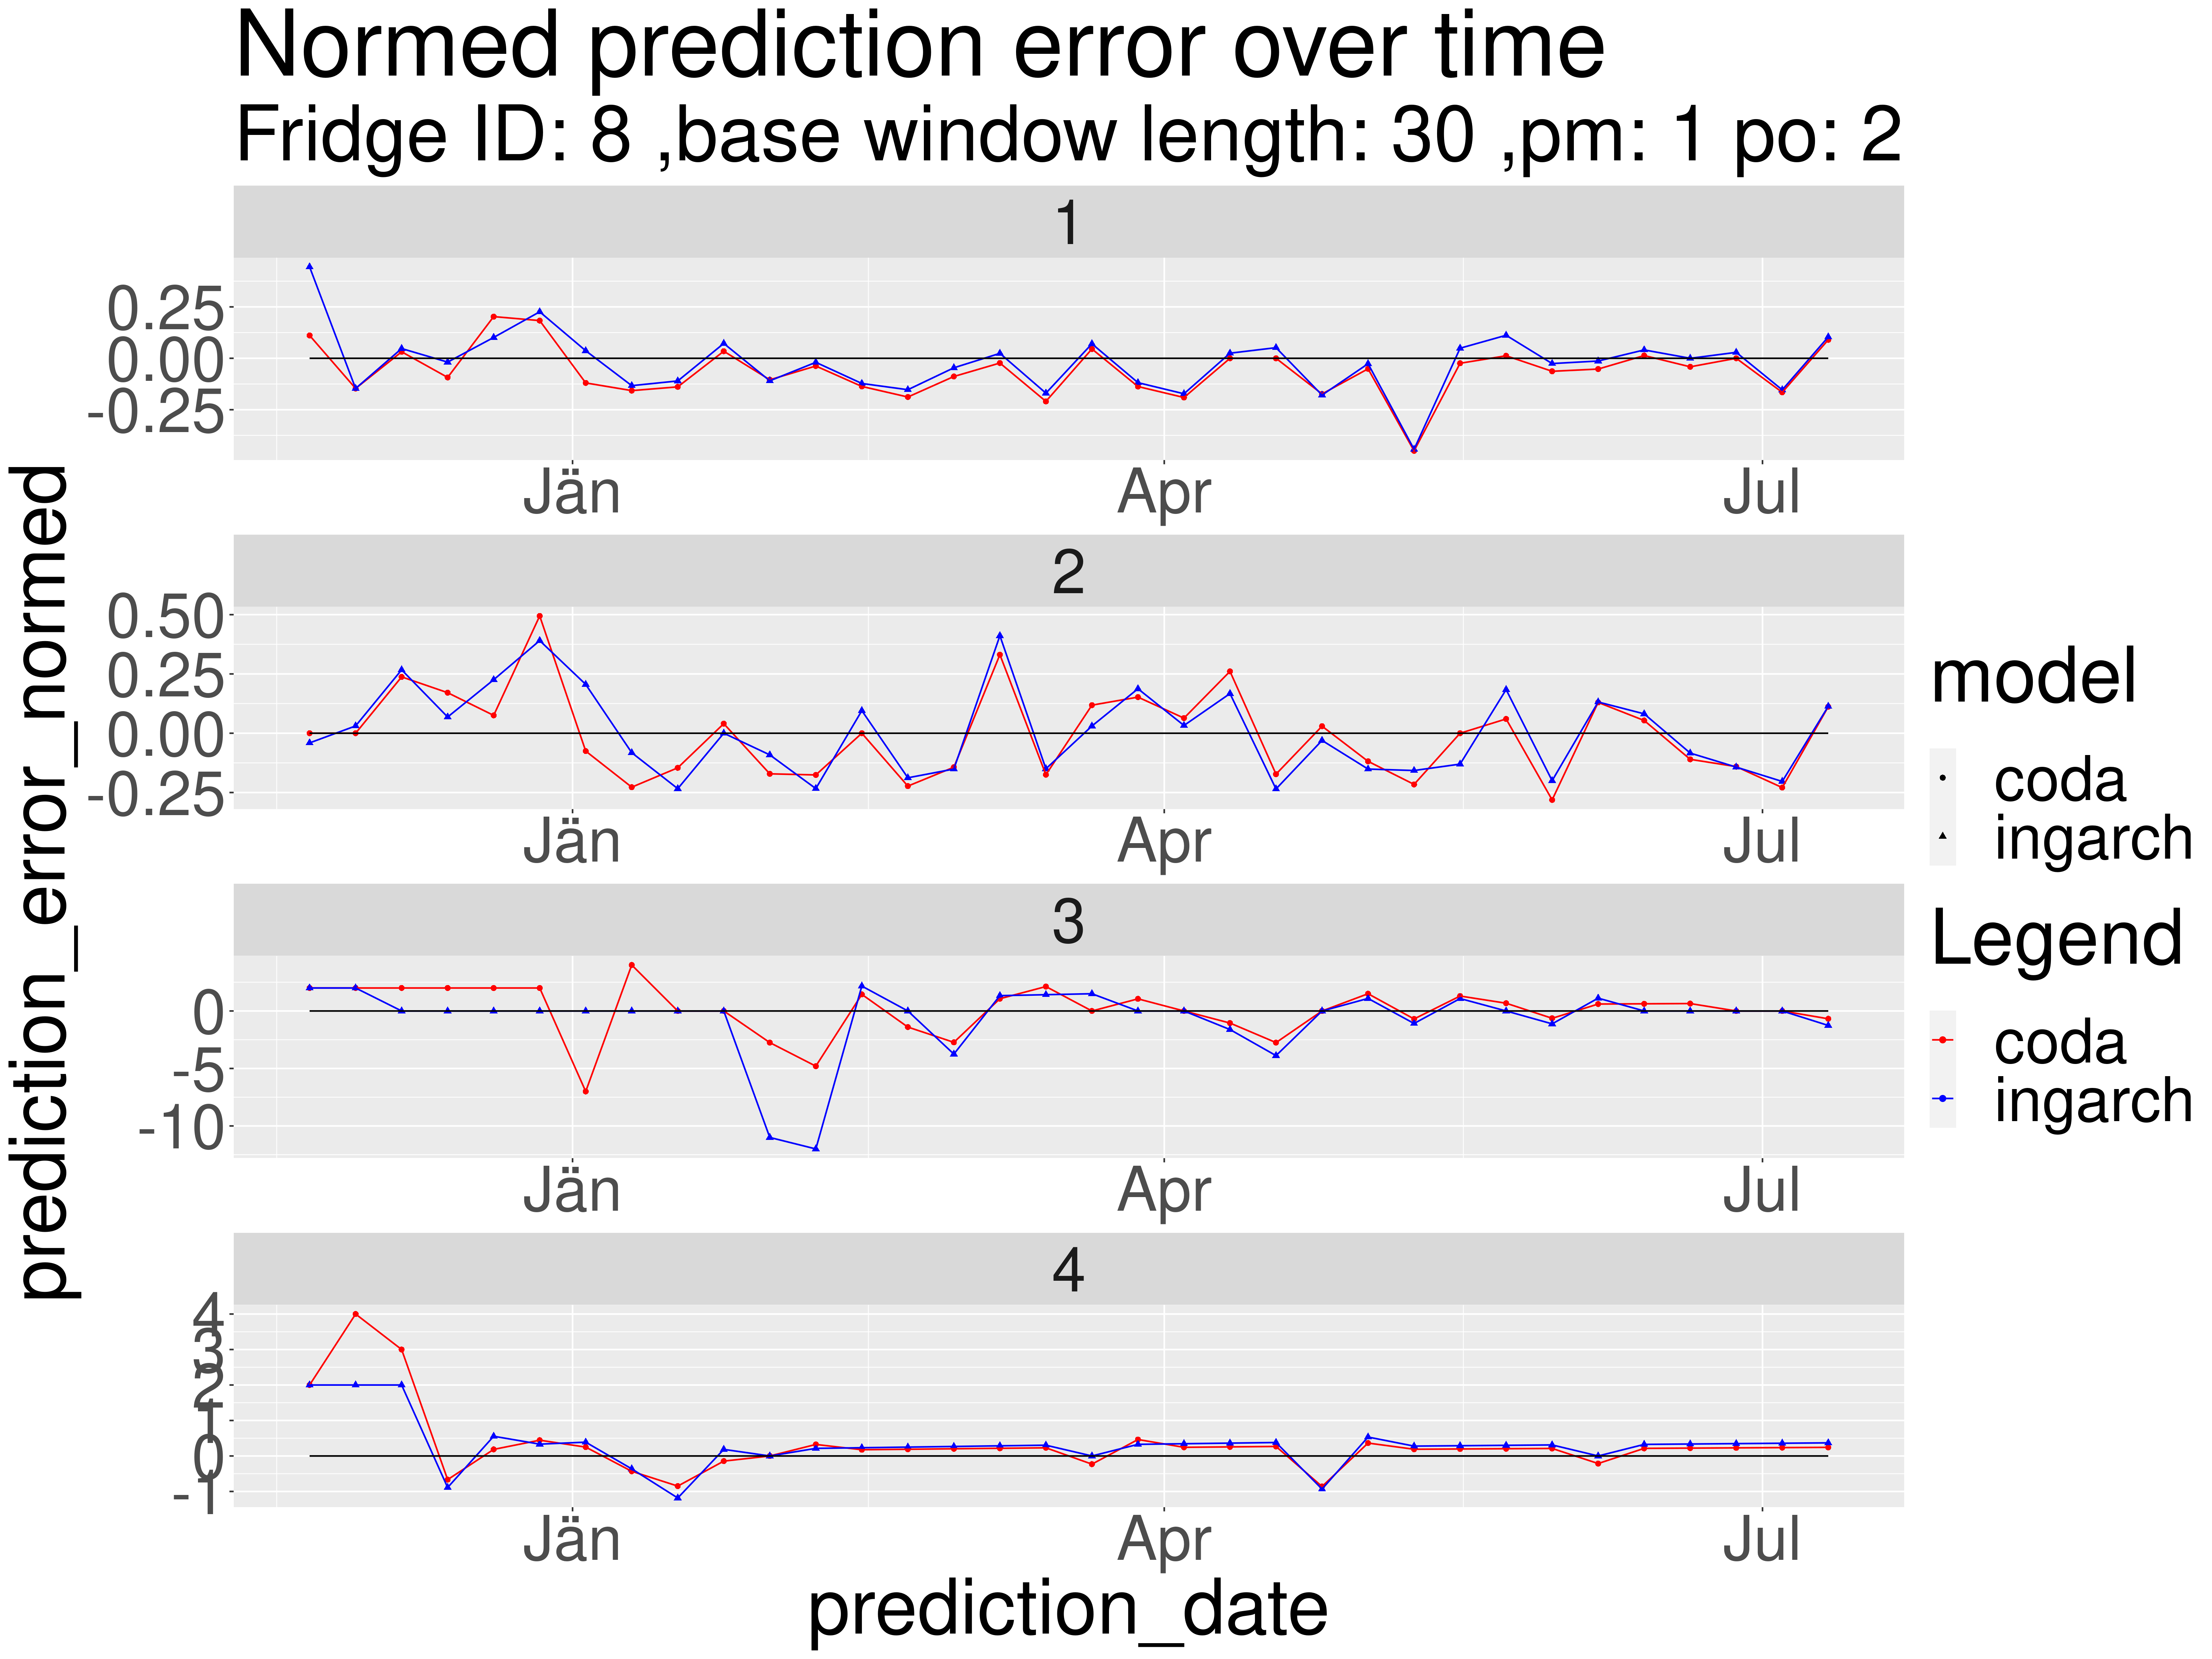 Normed prediction error over time
Fridge ID: 8 ,base window length: 30 ,pm: 1 po: 2
prediction_error_normed
1
0.25
0.00
-0.25
Jän Apr Jul
2
0.50
0.25
0.00
-0.25
Jän Apr Jul
3
0
-5
-10
Jän Apr Jul
4
4
3
2
1
0
-1
Jän Apr Jul
prediction_date
model
coda
ingarch
Legend
coda
ingarch